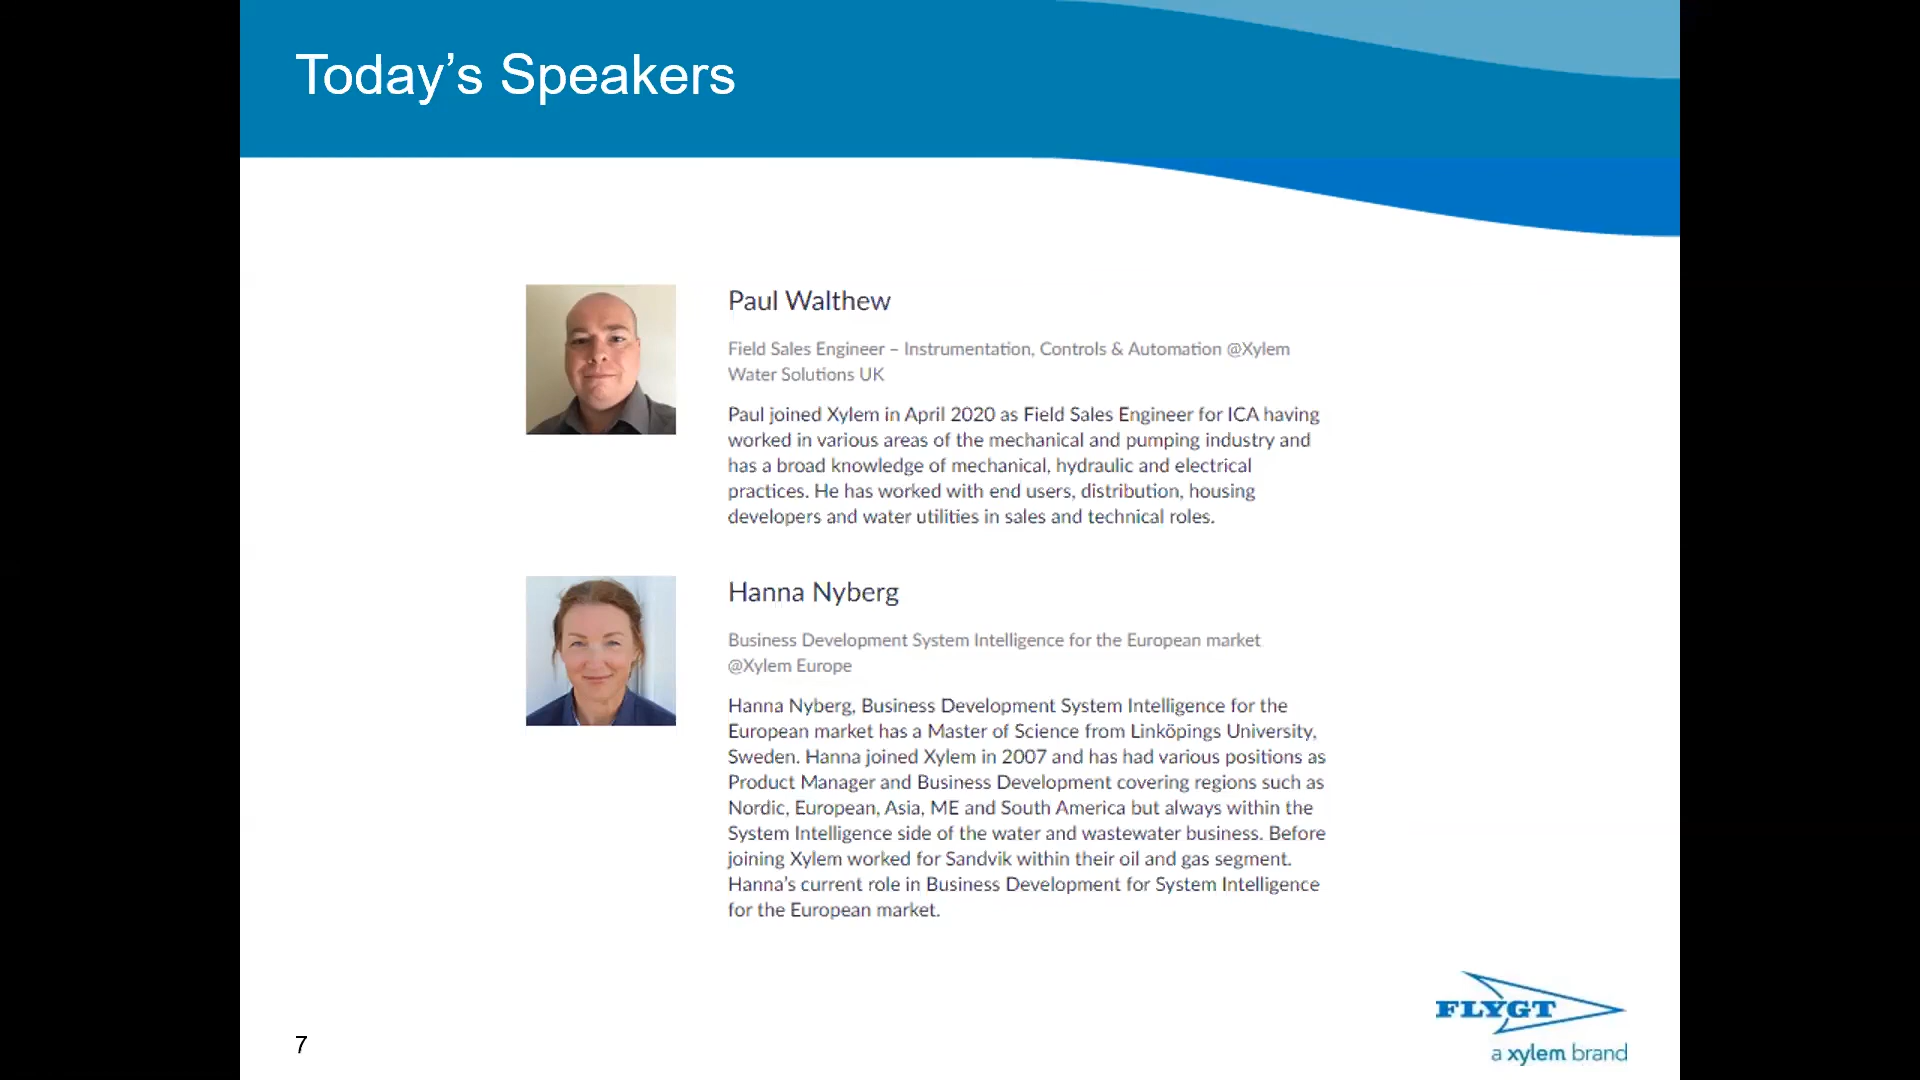 Today’s Speakers
Paul Walthew
Field Sales Engineer – Instrumentation, Controls & Automation @Xylem
Water Solutions UK
Paul joined Xylem in April 2020 as Field Sales Engineer for ICA having
worked in various areas of the mechanical and pumping industry and
has a broad knowledge of mechanical, hydraulic and electrical
practices. He has worked with end users, distribution, housing
developers and water utilities in sales and technical roles.
Hanna Nyberg
Business Development System Intelligence for the European market
@Xylem Europe
Hanna Nyberg, Business Development System Intelligence for the
European market has a Master of Science from Linköpings University,
Sweden. Hanna joined Xylem in 2007 and has had various positions as
Product Manager and Business Development covering regions such as
Nordic, European, Asia, ME and South America but always within the
System Intelligence side of the water and wastewater business. Before
joining Xylem worked for Sandvik within their oil and gas segment.
Hanna’s current role in Business Development for System Intelligence
for the European market.
FLYGT
a xylem brand
7